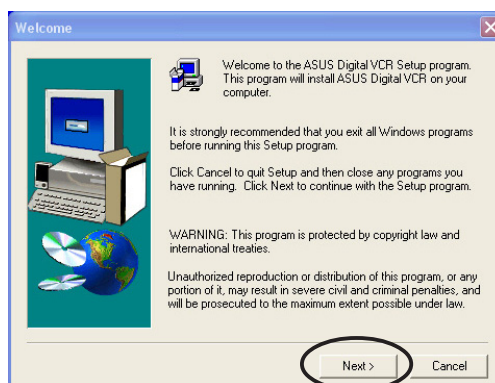 Welcome
Welcome to the ASUS Digital VCR Setup program.
This program will install ASUS Digital VCR on your
computer.
It is strongly recommended that you exit all Windows programs
before running this Setup program.
Click Cancel to quit Setup and then close any programs you
have running. Click Next to continue with the Setup program.
WARNING: This program is protected by copyright law and
international treaties.
Unauthorized reproduction or distribution of this program, or any
portion of it, may result in severe civil and criminal penalties, and
will be prosecuted to the maximum extent possible under law.
Next >
Cancel